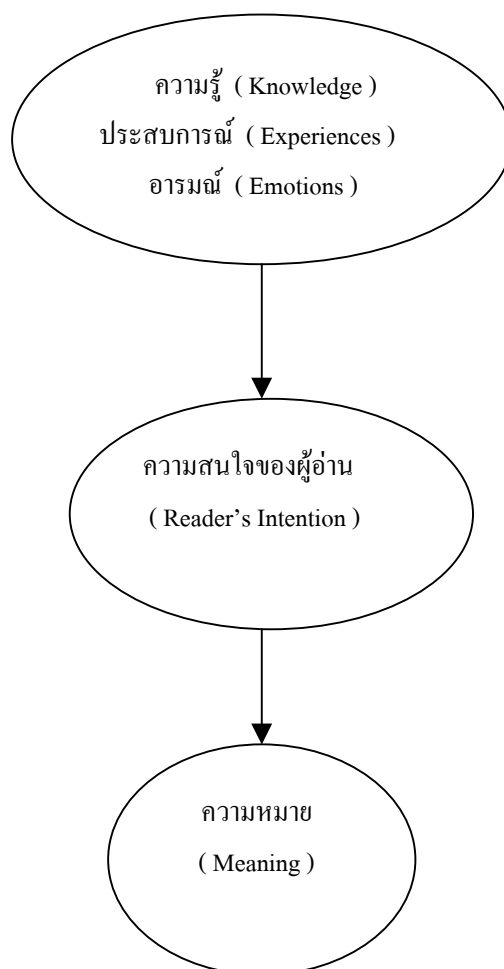 ความรู้ ( Knowledge )
ประสบการณ์ ( Experiences )
อารมณ์ ( Emotions )
ความสนใจของผู้อ่าน
( Reader's Intention )
ความหมาย
( Meaning )